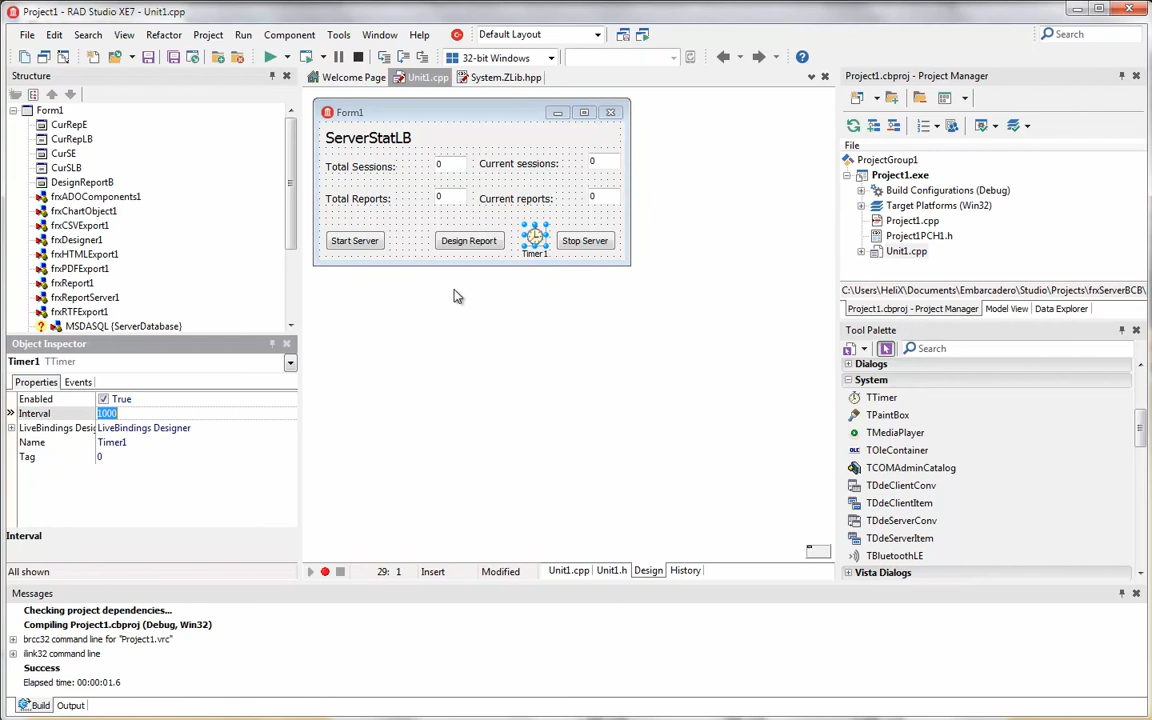 Project1 - RAD Studio XE7 - Unit1.cpp
File Edit Search View Refactor Project Run Component Tools Window Help Default Layout Search
32-bit Windows
Structure
Welcome Page Unit1.cpp System.ZLib.hpp
Project1.cbproj - Project Manager
Form1
CurRepE
CurRepLB
CurSE
CurSLB
DesignReportB
frxADOComponents1
frxChartObject1
frxCSVExport1
frxDesigner1
frxHTMLExport1
frxPDFExport1
frxReport1
frxReportServer1
frxRTFExport1
MSDASQL {ServerDatabase}
Form1
ServerStatLB
Total Sessions: 0 Current sessions: 0
Total Reports: 0 Current reports: 0
Start Server Design Report Timer1 Stop Server
File
ProjectGroup1
Project1.exe
Build Configurations (Debug)
Target Platforms (Win32)
Project1.cpp
Project1PCH1.h
Unit1.cpp
C:\Users\HeliX\Documents\Embarcadero\Studio\Projects\frxServerBCB\
Project1.cbproj - Project Manager Model View Data Explorer
Object Inspector
Timer1 TTimer
Properties Events
Enabled True
Interval 1000
LiveBindings Desig LiveBindings Designer
Name Timer1
Tag 0
Interval
All shown
Tool Palette
Search
Dialogs
System
TTimer
TPaintBox
TMediaPlayer
TOleContainer
TCOMAdminCatalog
TDdeClientConv
TDdeClientItem
TDdeServerConv
TDdeServerItem
TBluetoothLE
Vista Dialogs
29: 1 Insert Modified Unit1.cpp Unit1.h Design History
Messages
Checking project dependencies...
Compiling Project1.cbproj (Debug, Win32)
brcc32 command line for "Project1.vrc"
ilink32 command line
Success
Elapsed time: 00:00:01.6
Build Output